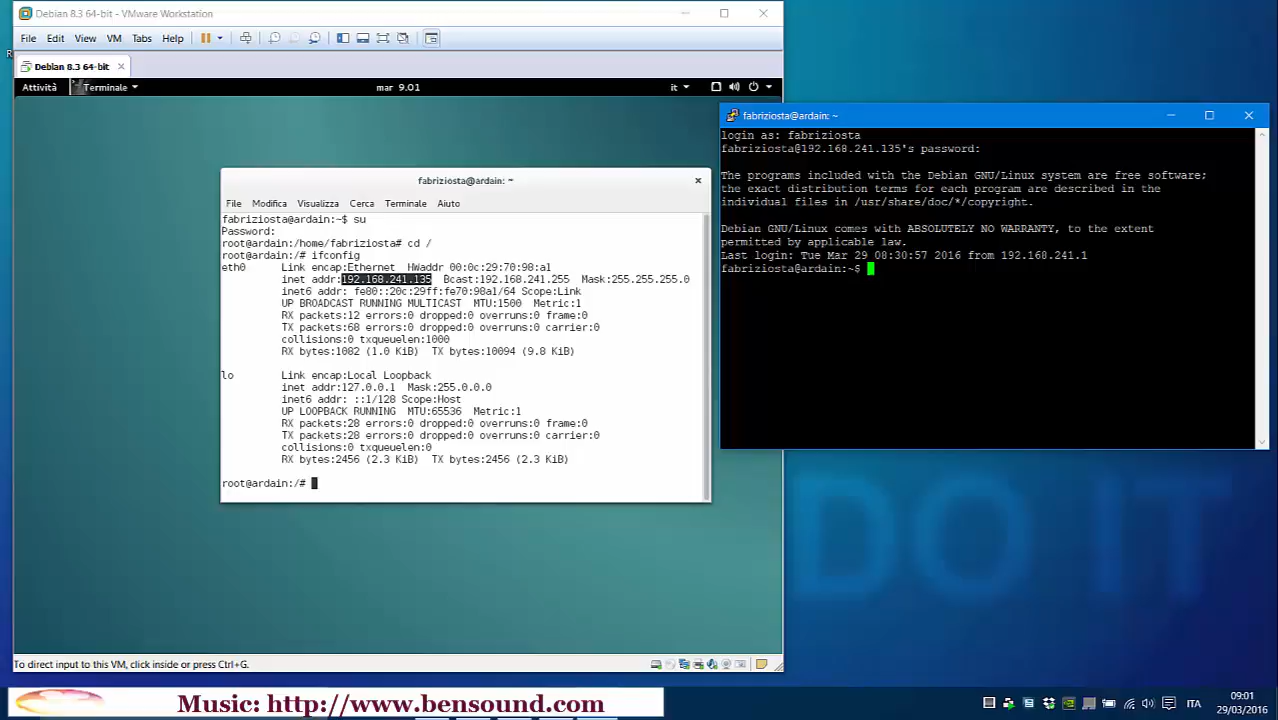 Debian 8.3 64-bit - VMware Workstation
File Edit View VM Tabs Help
Debian 8.3 64-bit
Attività Terminale mar 9.01 it
fabriziosta@ardain: ~
File Modifica Visualizza Cerca Terminale Aiuto
fabriziosta@ardain:~$ su
Password:
root@ardain:/home/fabriziosta# cd /
root@ardain:/# ifconfig
eth0 Link encap:Ethernet HWaddr 00:0c:29:70:98:a1
inet addr:192.168.241.135 Bcast:192.168.241.255 Mask:255.255.255.0
inet6 addr: fe80::20c:29ff:fe70:98a1/64 Scope:Link
UP BROADCAST RUNNING MULTICAST MTU:1500 Metric:1
RX packets:12 errors:0 dropped:0 overruns:0 frame:0
TX packets:68 errors:0 dropped:0 overruns:0 carrier:0
collisions:0 txqueuelen:1000
RX bytes:1082 (1.0 KiB) TX bytes:10094 (9.8 KiB)
lo Link encap:Local Loopback
inet addr:127.0.0.1 Mask:255.0.0.0
inet6 addr: ::1/128 Scope:Host
UP LOOPBACK RUNNING MTU:65536 Metric:1
RX packets:28 errors:0 dropped:0 overruns:0 frame:0
TX packets:28 errors:0 dropped:0 overruns:0 carrier:0
collisions:0 txqueuelen:0
RX bytes:2456 (2.3 KiB) TX bytes:2456 (2.3 KiB)
root@ardain:/#
fabriziosta@ardain: ~
login as: fabriziosta
fabriziosta@192.168.241.135's password:
The programs included with the Debian GNU/Linux system are free software;
the exact distribution terms for each program are described in the
individual files in /usr/share/doc/*/copyright.
Debian GNU/Linux comes with ABSOLUTELY NO WARRANTY, to the extent
permitted by applicable law.
Last login: Tue Mar 29 08:30:57 2016 from 192.168.241.1
fabriziosta@ardain:~$
DO IT
To direct input to this VM, click inside or press Ctrl+G.
Music: http://www.bensound.com
ITA
09:01
29/03/2016